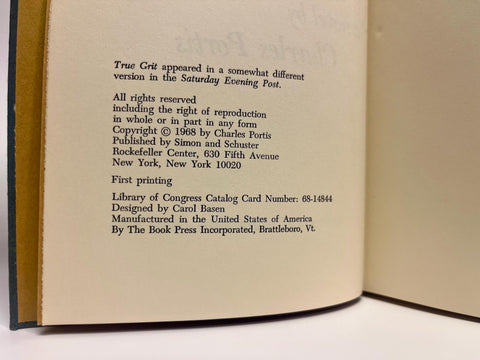 a novel by
Charles Portis
True Grit appeared in a somewhat different
version in the Saturday Evening Post.
All rights reserved
including the right of reproduction
in whole or in part in any form
Copyright © 1968 by Charles Portis
Published by Simon and Schuster
Rockefeller Center, 630 Fifth Avenue
New York, New York 10020
First printing
Library of Congress Catalog Card Number: 68-14844
Designed by Carol Basen
Manufactured in the United States of America
By The Book Press Incorporated, Brattleboro, Vt.